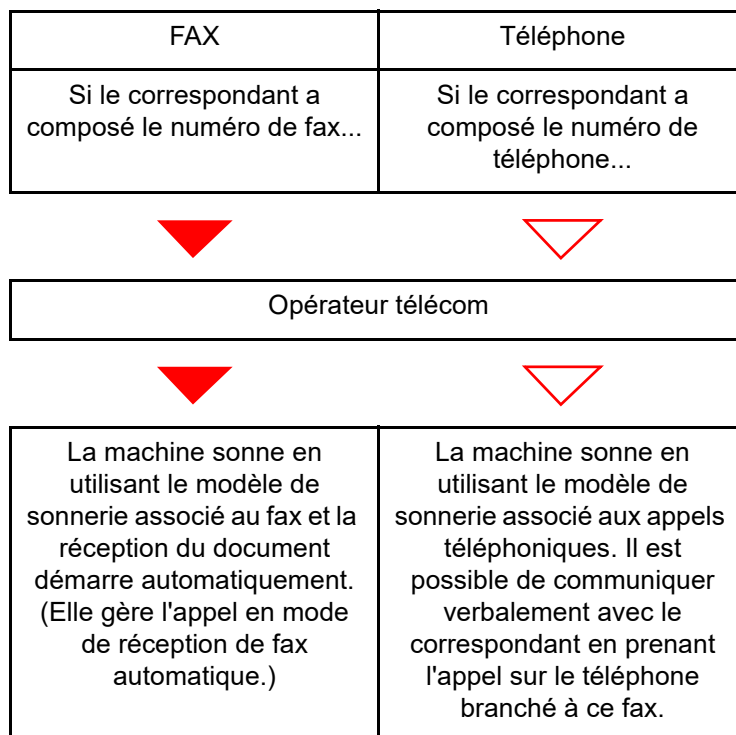 FAX
Téléphone
Si le correspondant a
composé le numéro de fax...
Si le correspondant a
composé le numéro de
téléphone...
Opérateur télécom
La machine sonne en
utilisant le modèle de
sonnerie associé au fax et la
réception du document
démarre automatiquement.
(Elle gère l'appel en mode
de réception de fax
automatique.)
La machine sonne en
utilisant le modèle de
sonnerie associé aux appels
téléphoniques. Il est
possible de communiquer
verbalement avec le
correspondant en prenant
l'appel sur le téléphone
branché à ce fax.